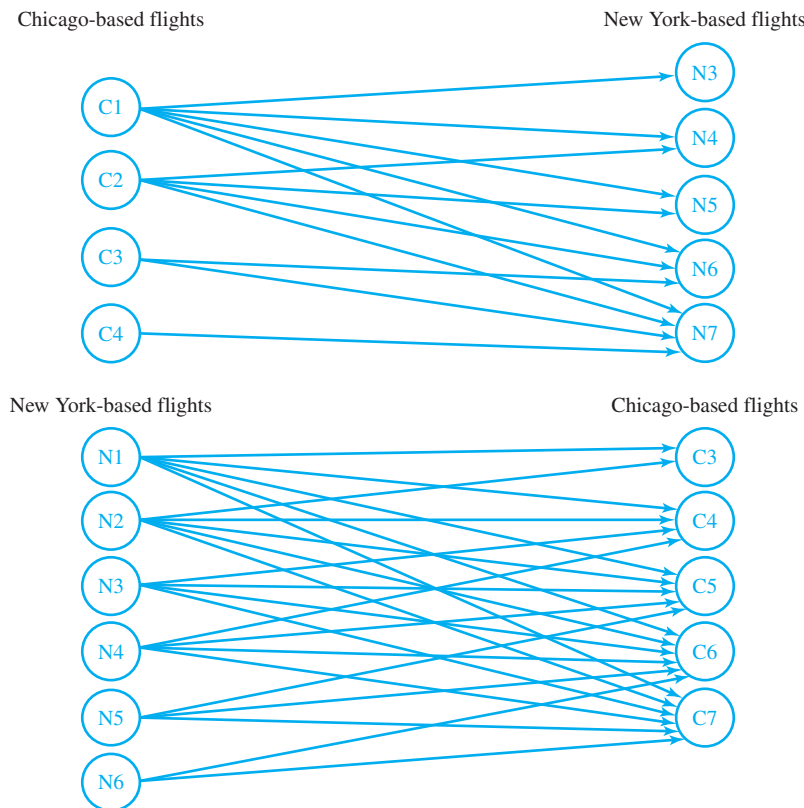 Chicago-based flights
New York-based flights
C1
C2
C3
C4
N3
N4
N5
N6
N7
New York-based flights
Chicago-based flights
N1
N2
N3
N4
N5
N6
C3
C4
C5
C6
C7